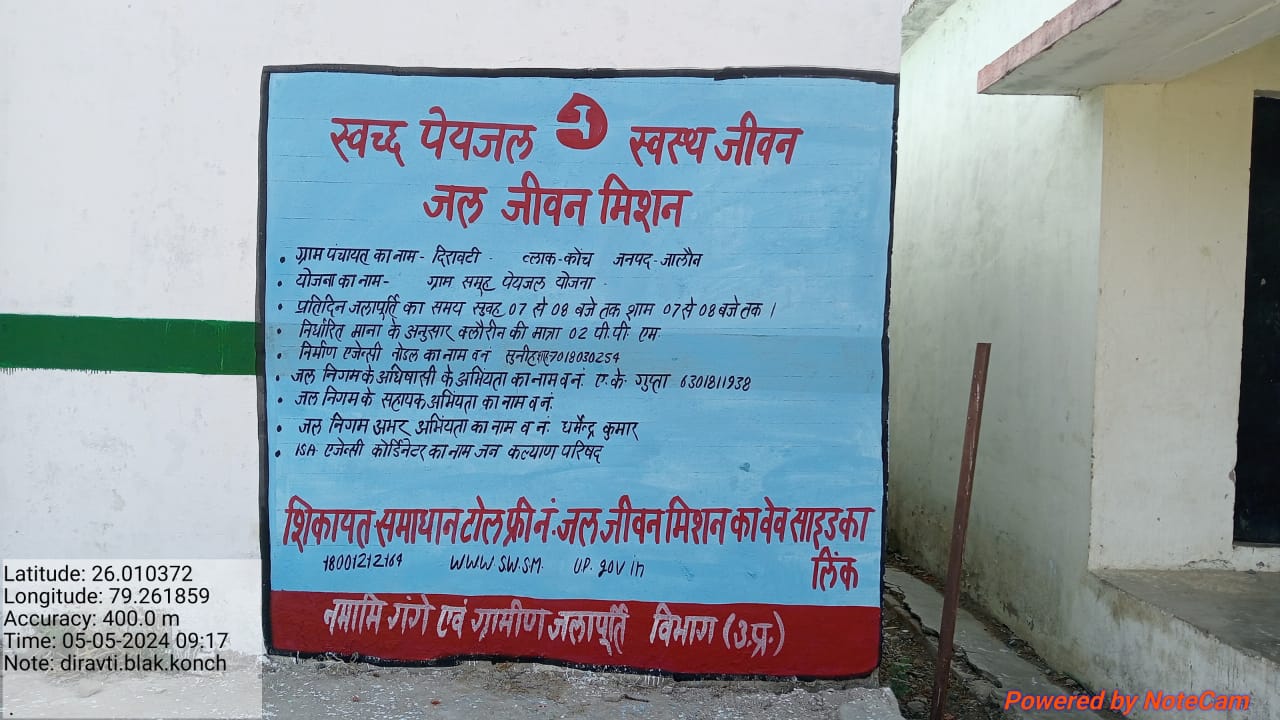 स्वच्छ पेयजल स्वस्थ जीवन
जल जीवन मिशन
• ग्राम पंचायत का नाम- दिरावटी - ब्लाक-कोंच जनपद-जालौन
• योजना का नाम- ग्राम समूह पेयजल योजना
• प्रतिदिन जलापूर्ति का समय सुबह 07 से 08 बजे तक शाम 07 से 08 बजे तक ।
• निर्धारित माना के अनुसार क्लौरीन की मात्रा 02 पी.पी. एम.
• निर्माण एजेन्सी नोडल का नाम व नं 7018030254
• जल निगम के अधिषासी के अभियता का नाम व नं. ए.के. गुप्ता 6301811938
• जल निगम के सहायक अभियता का नाम व नं.
• जल निगम अभर अभियंता का नाम व नं. धर्मेन्द्र कुमार
• ISA एजेन्सी कोर्डिनेटर का नाम जन कल्याण परिषद्
शिकायत समाधान टोल फ्री नं. जल जीवन मिशन का वेव साइड का
लिंक
18001212164 WWW.SWSM. UP.gov in
नमामि गंगे एवं ग्रामीण जलापूर्ति विभाग (उ.प्र.)
Latitude: 26.010372
Longitude: 79.261859
Accuracy: 400.0 m
Time: 05-05-2024 09:17
Note: diravti.blak.konch
Powered by NoteCam